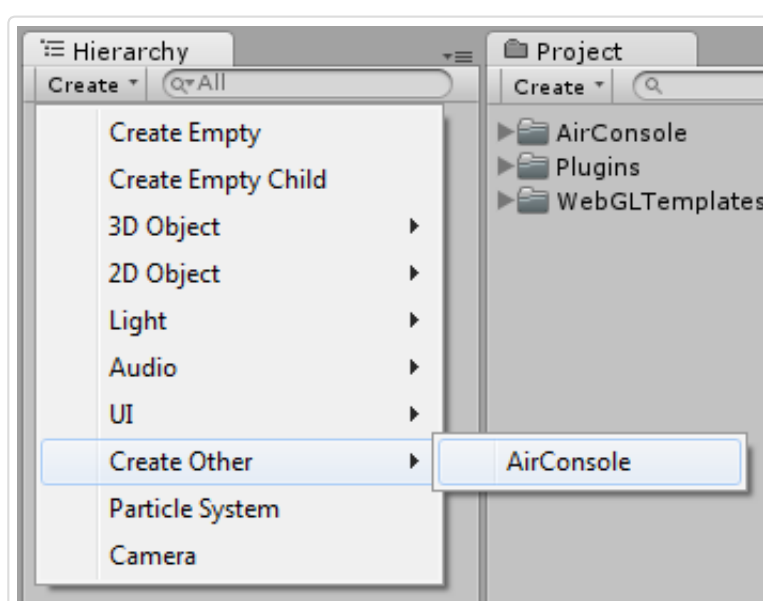 Hierarchy
Create
All
Create Empty
Create Empty Child
3D Object
2D Object
Light
Audio
UI
Create Other
Particle System
Camera
AirConsole
Project
Create
AirConsole
Plugins
WebGLTemplates